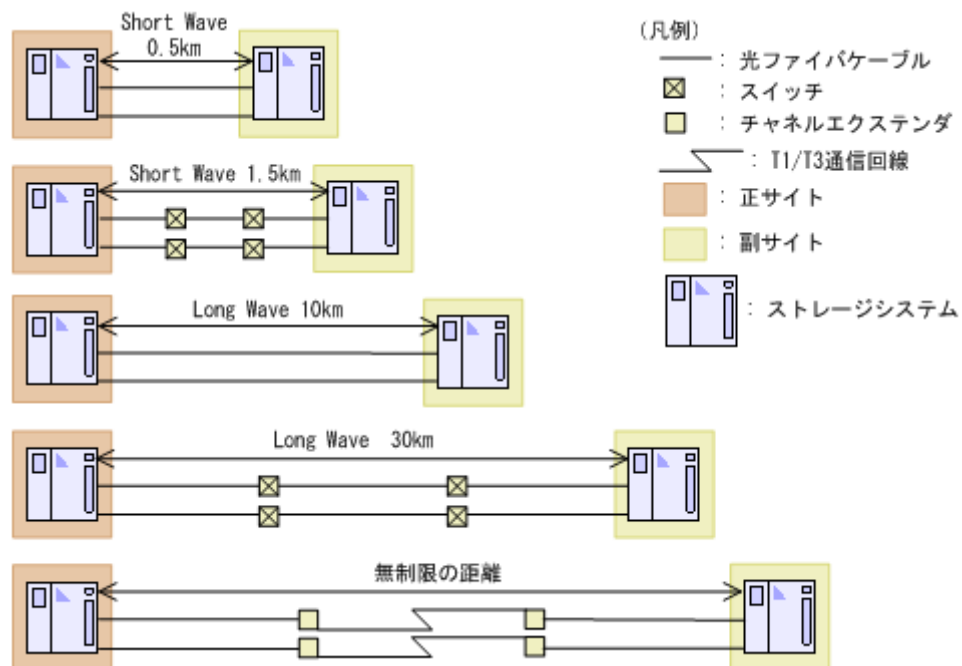 Short Wave
0.5km
Short Wave 1.5km
Long Wave 10km
Long Wave 30km
無制限の距離
(凡例)
: 光ファイバケーブル
: スイッチ
: チャネルエクステンダ
: T1/T3通信回線
: 正サイト
: 副サイト
: ストレージシステム